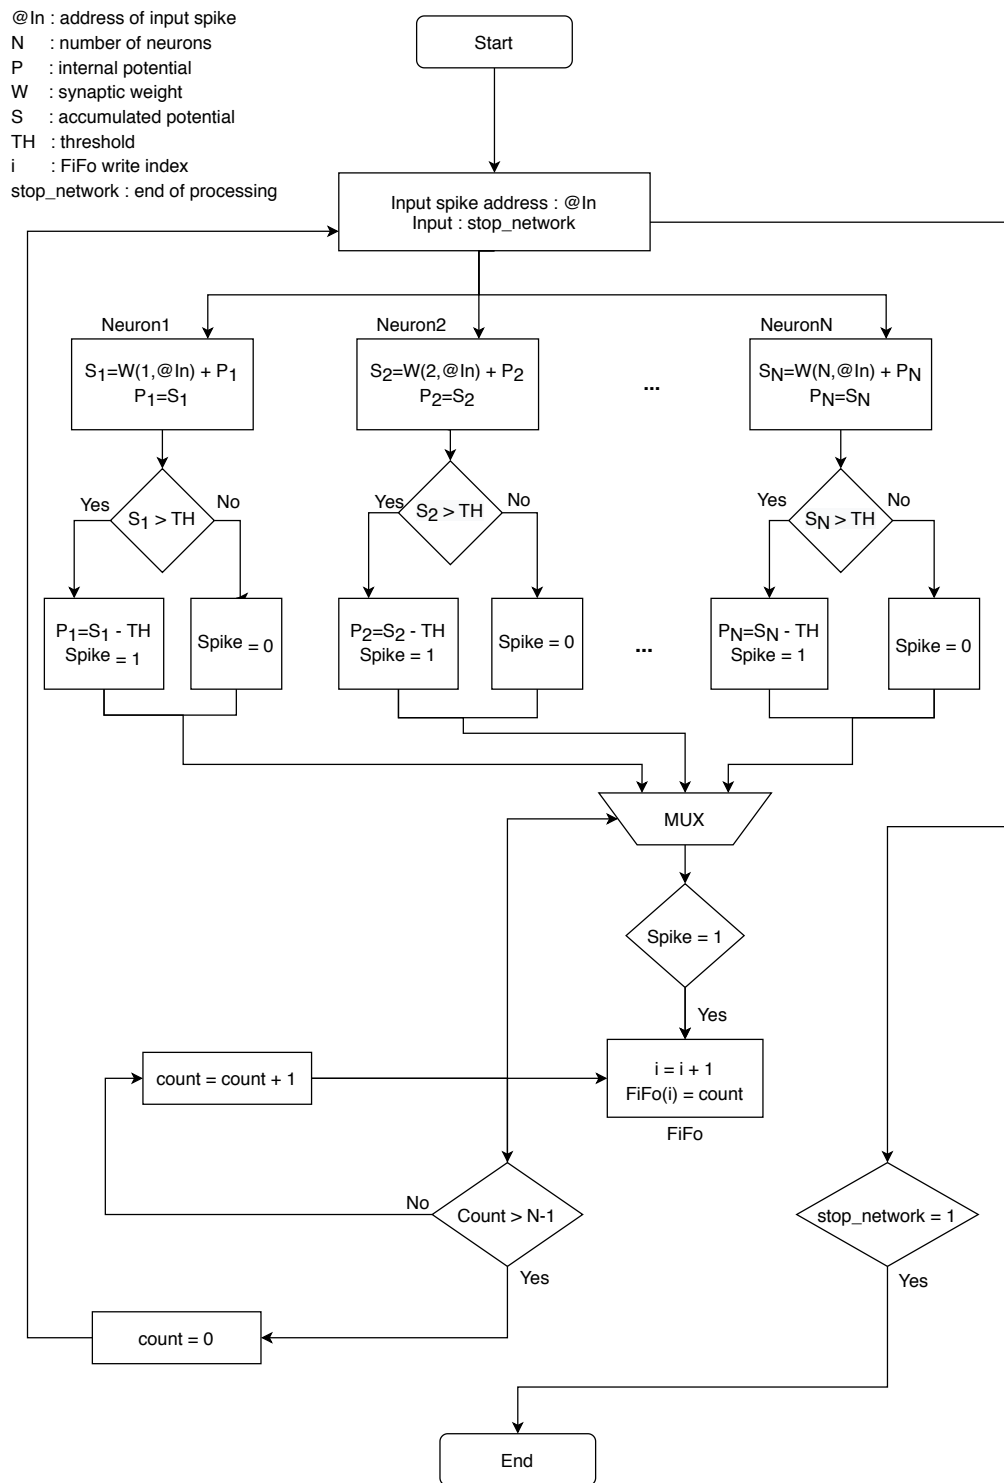 @In : address of input spike
N : number of neurons
P : internal potential
W : synaptic weight
S : accumulated potential
TH : threshold
i : FiFo write index
stop_network : end of processing
Start
Input spike address : @In
Input : stop_network
Neuron1
Neuron2
NeuronN
S1=W(1,@In) + P1
P1=S1
S2=W(2,@In) + P2
P2=S2
...
SN=W(N,@In) + PN
PN=SN
Yes
No
S1 > TH
Yes
No
S2 > TH
Yes
No
SN > TH
P1=S1 - TH
Spike = 1
Spike = 0
P2=S2 - TH
Spike = 1
Spike = 0
...
PN=SN - TH
Spike = 1
Spike = 0
MUX
Spike = 1
Yes
count = count + 1
i = i + 1
FiFo(i) = count
FiFo
No
Count > N-1
Yes
stop_network = 1
Yes
count = 0
End